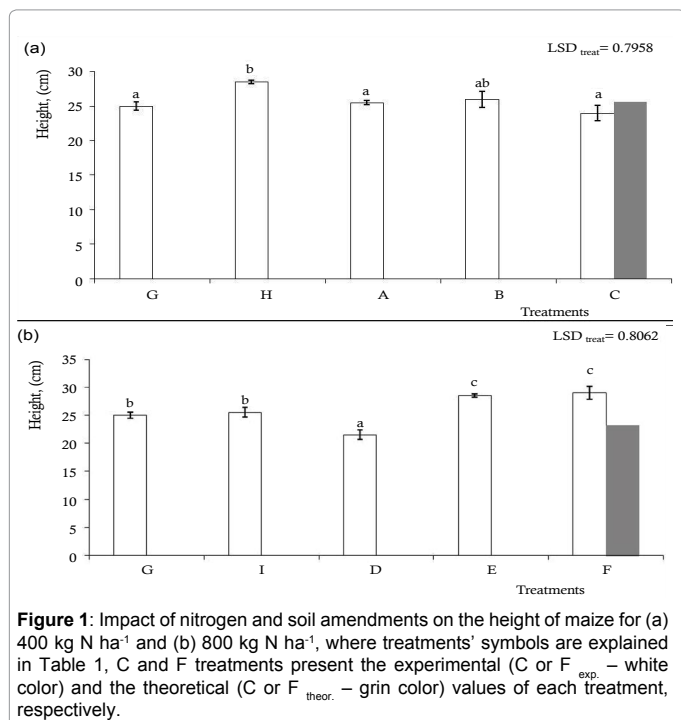 (a)
LSD treat= 0.7958
30
25
20
15
10
5
0
Height, (cm)
a
b
a
ab
a
G H A B C
Treatments
(b)
LSD treat= 0.8062
35
30
25
20
15
10
5
0
Height, (cm)
b
b
a
c
c
G I D E F
Treatments
Figure 1: Impact of nitrogen and soil amendments on the height of maize for (a)
400 kg N ha-1 and (b) 800 kg N ha-1, where treatments’ symbols are explained
in Table 1, C and F treatments present the experimental (C or F exp. – white
color) and the theoretical (C or F theor. – grin color) values of each treatment,
respectively.